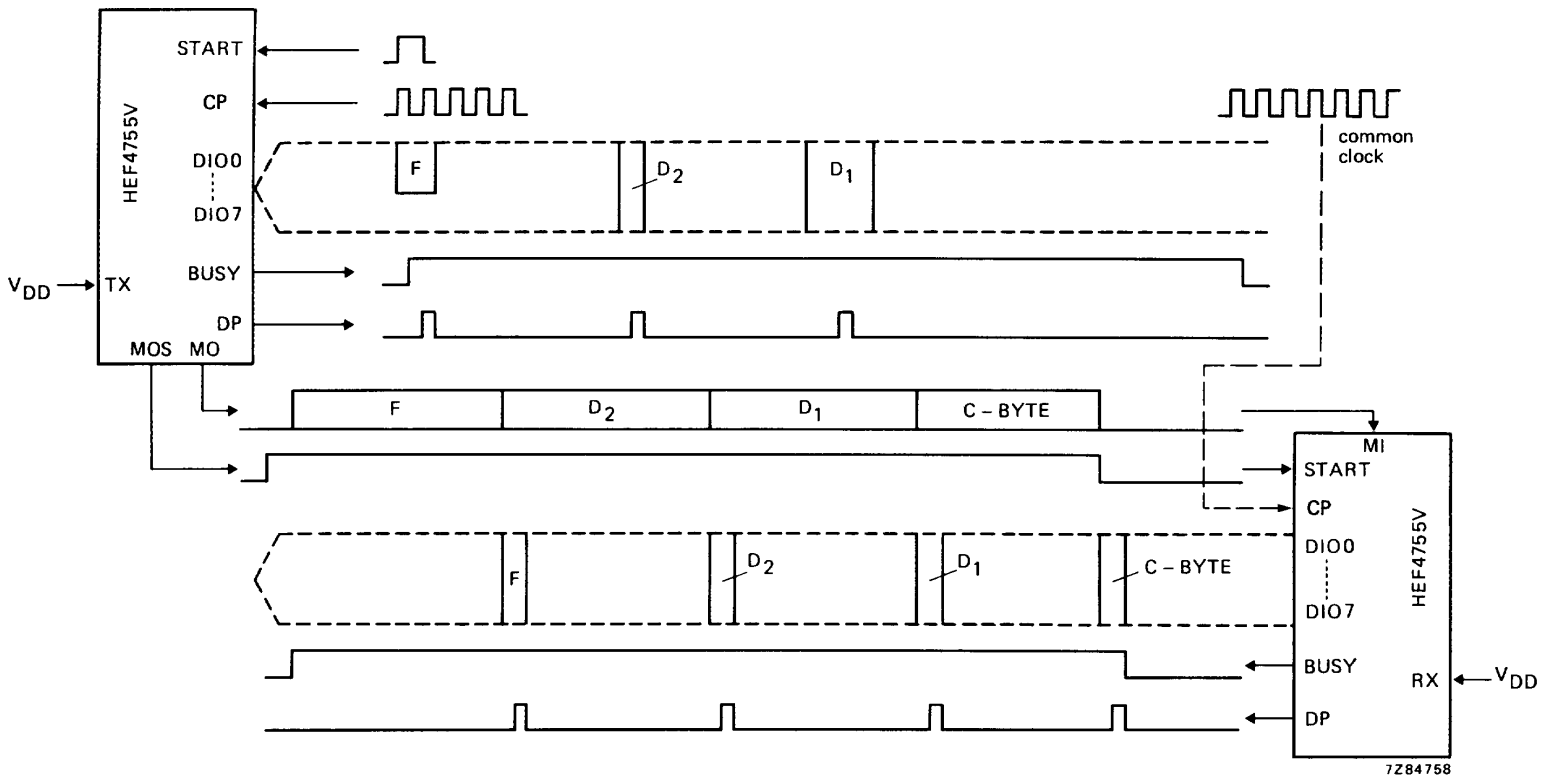 START
CP
HEF4755V
DIO0
DIO7
F
D2
D1
common
clock
BUSY
VDD
TX
DP
MOS MO
F
D2
D1
C-BYTE
MI
START
CP
DIO0
HEF4755V
F
D2
D1
C-BYTE
DIO7
BUSY
RX
VDD
DP
7Z84758